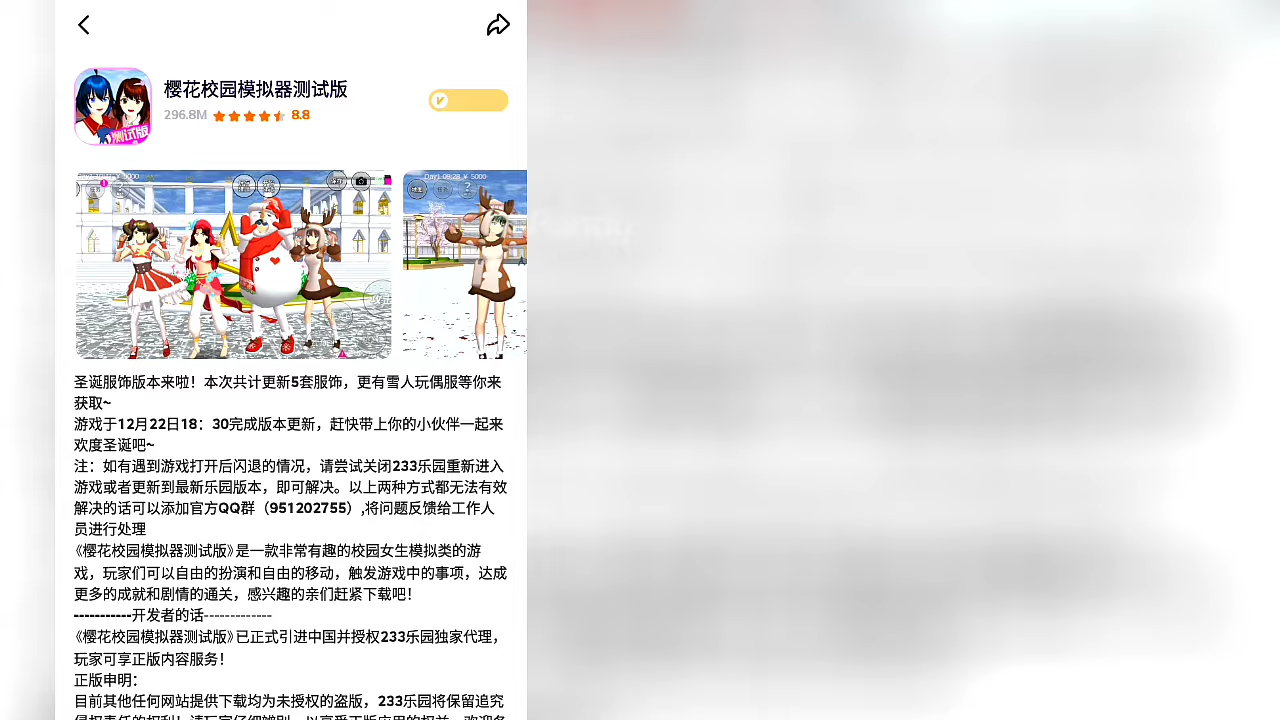 樱花校园模拟器测试版
296.8M 8.8
测试版
Day1 09:28 ¥ 5000
圣诞服饰版本来啦！本次共计更新5套服饰，更有雪人玩偶服等你来
获取~
游戏于12月22日18：30完成版本更新，赶快带上你的小伙伴一起来
欢度圣诞吧~
注：如有遇到游戏打开后闪退的情况，请尝试关闭233乐园重新进入
游戏或者更新到最新乐园版本，即可解决。以上两种方式都无法有效
解决的话可以添加官方QQ群（951202755）,将问题反馈给工作人
员进行处理
《樱花校园模拟器测试版》是一款非常有趣的校园女生模拟类的游
戏，玩家们可以自由的扮演和自由的移动，触发游戏中的事项，达成
更多的成就和剧情的通关，感兴趣的亲们赶紧下载吧！
-----------开发者的话-------------
《樱花校园模拟器测试版》已正式引进中国并授权233乐园独家代理，
玩家可享正版内容服务！
正版申明：
目前其他任何网站提供下载均为未授权的盗版，233乐园将保留追究